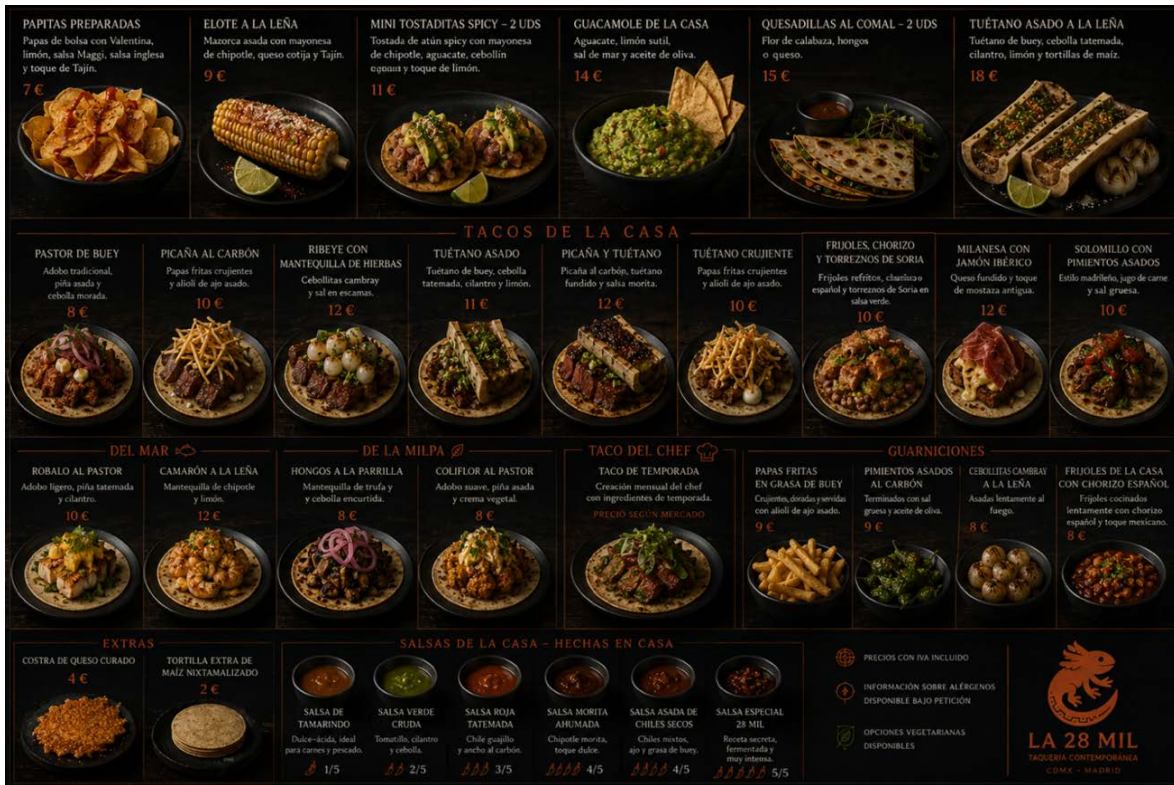 PAPITAS PREPARADAS
Papas de bolsa con Valentina,
limón, salsa Maggi, salsa inglesa
y toque de Tajín.
7 €
ELOTE A LA LEÑA
Mazorca asada con mayonesa
de chipotle, queso cotija y Tajín.
9 €
MINI TOSTADITAS SPICY – 2 UDS
Tostada de atún spicy con mayonesa
de chipotle, aguacate, cebollín
y toque de limón.
11 €
GUACAMOLE DE LA CASA
Aguacate, limón sutil,
sal de mar y aceite de oliva.
14 €
QUESADILLAS AL COMAL – 2 UDS
Flor de calabaza, hongos
o queso.
15 €
TUÉTANO ASADO A LA LEÑA
Tuétano de buey, cebolla tatemada,
cilantro, limón y tortillas de maíz.
18 €
TACOS DE LA CASA
PASTOR DE BUEY
Adobo tradicional,
piña asada y
cebolla morada.
8 €
PICAÑA AL CARBÓN
Papas fritas crujientes
y alioli de ajo asado.
10 €
RIBEYE CON
MANTEQUILLA DE HIERBAS
Cebollitas cambray
y sal en escamas.
12 €
TUÉTANO ASADO
Tuétano de buey, cebolla
tatemada, cilantro y limón.
11 €
PICAÑA Y TUÉTANO
Picaña al carbón, tuétano
fundido y salsa morita.
12 €
TUÉTANO CRUJIENTE
Papas fritas crujientes
y alioli de ajo asado.
10 €
FRIJOLES, CHORIZO
Y TORREZNOS DE SORIA
Frijoles refritos,
español y torreznos de Soria en
salsa verde.
10 €
MILANESA CON
JAMÓN IBÉRICO
Queso fundido y toque
de mostaza antigua.
12 €
SOLOMILLO CON
PIMIENTOS ASADOS
Estilo madrileño, jugo de carne
y sal gruesa.
10 €
DEL MAR
ROBALO AL PASTOR
Adobo ligero, piña tatemada
y cilantro.
10 €
CAMARÓN A LA LEÑA
Mantequilla de chipotle
y limón.
12 €
DE LA MILPA
HONGOS A LA PARRILLA
Mantequilla de trufa y
y cebolla encurtida.
8 €
COLIFLOR AL PASTOR
Adobo suave, piña asada
y crema vegetal.
8 €
TACO DEL CHEF
TACO DE TEMPORADA
Creación mensual del chef
con ingredientes de temporada.
PRECIO SEGÚN MERCADO
GUARNICIONES
PAPAS FRITAS
EN GRASA DE BUEY
Crujientes, doradas y servidas
con alioli de ajo asado.
9 €
PIMIENTOS ASADOS
AL CARBÓN
Terminados con sal
gruesa y aceite de oliva.
9 €
CEBOLLITAS CAMBRAY
A LA LEÑA
Asadas lentamente al
fuego.
8 €
FRIJOLES DE LA CASA
CON CHORIZO ESPAÑOL
Frijoles cocinados
lentamente con chorizo
español y toque mexicano.
8 €
EXTRAS
COSTRA DE QUESO CURADO
4 €
TORTILLA EXTRA DE
MAÍZ NIXTAMALIZADO
2 €
SALSAS DE LA CASA – HECHAS EN CASA
SALSA DE
TAMARINDO
Dulce-ácida, ideal
para carnes y pescado.
1/5
SALSA VERDE
CRUDA
Tomatillo, cilantro
y cebolla.
2/5
SALSA ROJA
TATEMADA
Chile guajillo
y ancho al carbón.
3/5
SALSA MORITA
AHUMADA
Chipotle morita,
toque dulce.
4/5
SALSA ASADA DE
CHILES SECOS
Chiles mixtos,
ajo y grasa de buey.
4/5
SALSA ESPECIAL
28 MIL
Receta secreta,
fermentada y
muy intensa.
5/5
PRECIOS CON IVA INCLUIDO
INFORMACIÓN SOBRE ALÉRGENOS
DISPONIBLE BAJO PETICIÓN
OPCIONES VEGETARIANAS
DISPONIBLES
LA 28 MIL
TAQUERÍA CONTEMPORÁNEA
CDMX – MADRID